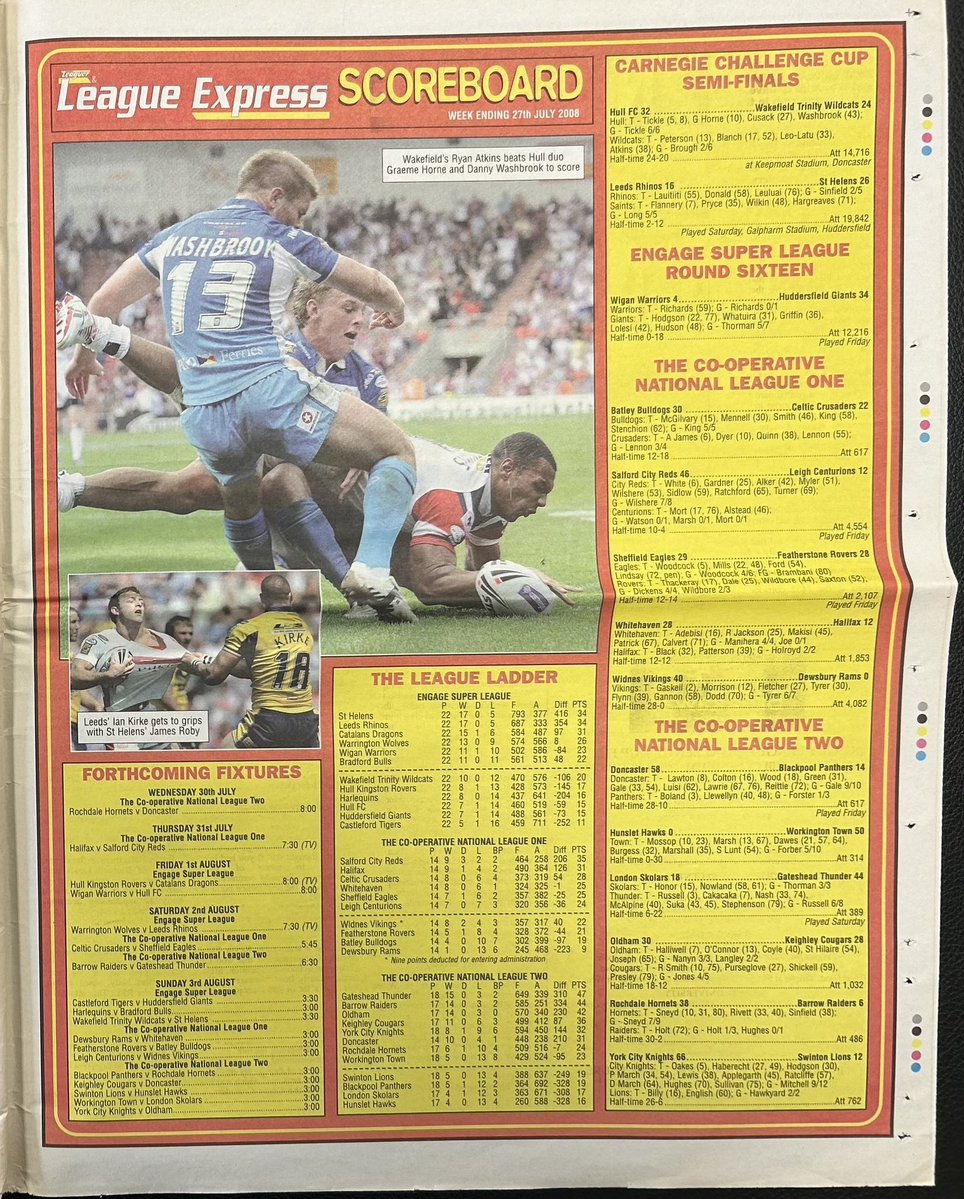 League &
League Express SCOREBOARD
WEEK ENDING 27th JULY 2008
Wakefield's Ryan Atkins beats Hull duo
Graeme Horne and Danny Washbrook to score
WASHBROOK
13
Ferries
KIRKE
18
Leeds' Ian Kirke gets to grips
with St Helens' James Roby
FORTHCOMING FIXTURES
WEDNESDAY 30th JULY
The Co-operative National League Two
Rochdale Hornets v Doncaster 8:00
THURSDAY 31st JULY
The Co-operative National League One
Halifax v Salford City Reds 7:30 (TV)
FRIDAY 1st AUGUST
Engage Super League
Hull Kingston Rovers v Catalans Dragons 8:00 (TV)
Wigan Warriors v Hull FC 8:00
SATURDAY 2nd AUGUST
Engage Super League
Warrington Wolves v Leeds Rhinos 7:30 (TV)
The Co-operative National League One
Celtic Crusaders v Sheffield Eagles 5:45
The Co-operative National League Two
Barrow Raiders v Gateshead Thunder 6:30
SUNDAY 3rd AUGUST
Engage Super League
Castleford Tigers v Huddersfield Giants 3:30
Harlequins v Bradford Bulls 3:00
Wakefield Trinity Wildcats v St Helens 3:30
The Co-operative National League One
Dewsbury Rams v Whitehaven 3:00
Featherstone Rovers v Batley Bulldogs 3:00
Leigh Centurions v Widnes Vikings 3:00
The Co-operative National League Two
Blackpool Panthers v Rochdale Hornets 3:00
Keighley Cougars v Doncaster 3:00
Swinton Lions v Hunslet Hawks 3:00
Workington Town v London Skolars 3:00
York City Knights v Oldham 3:00
THE LEAGUE LADDER
ENGAGE SUPER LEAGUE
P W D L F A Diff PTS
St Helens 22 17 0 5 793 377 416 34
Leeds Rhinos 22 17 0 5 687 333 354 34
Catalans Dragons 22 15 1 6 584 487 97 31
Warrington Wolves 22 13 0 9 574 566 8 26
Wigan Warriors 22 11 1 10 502 586 -84 23
Bradford Bulls 22 11 0 11 561 513 48 22
Wakefield Trinity Wildcats 22 10 0 12 470 576 -106 20
Hull Kingston Rovers 22 8 1 13 428 573 -145 17
Harlequins 22 8 0 14 437 641 -204 16
Hull FC 22 7 1 14 460 519 -59 15
Huddersfield Giants 22 7 1 14 488 561 -73 15
Castleford Tigers 22 5 1 16 459 711 -252 11
THE CO-OPERATIVE NATIONAL LEAGUE ONE
P W D L BP F A Diff PTS
Salford City Reds 14 9 3 2 2 464 258 206 35
Halifax 14 9 1 4 2 490 364 126 31
Celtic Crusaders 14 8 0 6 4 373 319 54 28
Whitehaven 14 8 0 6 1 324 325 -1 25
Sheffield Eagles 14 7 1 6 2 357 382 -25 25
Leigh Centurions 14 7 0 7 3 320 356 -36 24
Widnes Vikings * 14 8 2 4 3 357 317 40 22
Featherstone Rovers 14 5 1 8 4 328 372 -44 21
Batley Bulldogs 14 4 0 10 7 302 399 -97 19
Dewsbury Rams 14 1 0 13 6 245 468 -223 9
* Nine points deducted for entering administration
THE CO-OPERATIVE NATIONAL LEAGUE TWO
P W D L BP F A Diff PTS
Gateshead Thunder 18 15 0 3 2 649 339 310 47
Barrow Raiders 17 14 0 3 2 585 251 334 44
Oldham 17 14 0 3 0 570 340 230 42
Keighley Cougars 17 11 0 6 3 499 412 87 36
York City Knights 18 8 1 9 6 594 450 144 32
Doncaster 14 10 0 4 1 448 238 210 31
Rochdale Hornets 17 6 1 10 4 509 516 -7 24
Workington Town 18 5 0 13 8 429 524 -95 23
Swinton Lions 18 5 0 13 4 388 637 -249 19
Blackpool Panthers 18 5 1 12 2 364 692 -328 19
London Skolars 17 4 1 12 3 363 671 -308 17
Hunslet Hawks 17 4 0 13 4 260 588 -328 16
CARNEGIE CHALLENGE CUP
SEMI-FINALS
Hull FC 32 Wakefield Trinity Wildcats 24
Hull: T - Tickle (5, 8), G Horne (10), Cusack (27), Washbrook (43);
G - Tickle 6/6
Wildcats: T - Peterson (13), Blanch (17, 52), Leo-Latu (33),
Atkins (38); G - Brough 2/6
Half-time 24-20 Att 14,716
at Keepmoat Stadium, Doncaster
Leeds Rhinos 16 St Helens 26
Rhinos: T - Lauitiiti (55), Donald (58), Leuluai (76); G - Sinfield 2/5
Saints: T - Flannery (7), Pryce (35), Wilkin (48), Hargreaves (71);
G - Long 5/5
Half-time 2-12 Att 19,842
Played Saturday, Galpharm Stadium, Huddersfield
ENGAGE SUPER LEAGUE
ROUND SIXTEEN
Wigan Warriors 4 Huddersfield Giants 34
Warriors: T - Richards (59); G - Richards 0/1
Giants: T - Hodgson (22, 77), Whatuira (31), Griffin (36),
Lolesi (42), Hudson (48); G - Thorman 5/7
Half-time 0-18 Att 12,216
Played Friday
THE CO-OPERATIVE
NATIONAL LEAGUE ONE
Batley Bulldogs 30 Celtic Crusaders 22
Bulldogs: T - McGilvary (15), Mennell (30), Smith (46), King (58),
Stenchion (62); G - King 5/5
Crusaders: T - A James (6), Dyer (10), Quinn (38), Lennon (55);
G - Lennon 3/4
Half-time 12-18 Att 617
Salford City Reds 46 Leigh Centurions 12
City Reds: T - White (6), Gardner (25), Alker (42), Myler (51),
Wilshere (53), Sidlow (59), Ratchford (65), Turner (69);
G - Wilshere 7/8
Centurions: T - Mort (17, 76), Alstead (46);
G - Watson 0/1, Marsh 0/1, Mort 0/1
Half-time 10-4 Att 4,554
Played Friday
Sheffield Eagles 29 Featherstone Rovers 28
Eagles: T - Woodcock (5), Mills (22, 48), Ford (54),
Lindsay (72, pen); G - Woodcock 4/6; FG - Brambani (80)
Rovers: T - Thackeray (17), Dale (25), Wildbore (44), Saxton (52),
G - Dickens 4/4, Wildbore 2/3
Half-time 12-14 Att 2,107
Played Friday
Whitehaven 28 Halifax 12
Whitehaven: T - Adebisi (16), R Jackson (25), Makisi (45),
Patrick (67), Calvert (71); G - Manihera 4/4, Joe 0/1
Halifax: T - Black (32), Patterson (39); G - Holroyd 2/2
Half-time 12-12 Att 1,853
Widnes Vikings 40 Dewsbury Rams 0
Vikings: T - Gaskell (2), Morrison (12), Fletcher (27), Tyrer (30),
Flynn (39), Gannon (58), Dodd (70); G - Tyrer 6/7
Half-time 28-0 Att 4,082
THE CO-OPERATIVE
NATIONAL LEAGUE TWO
Doncaster 58 Blackpool Panthers 14
Doncaster: T - Lawton (8), Colton (16), Wood (18), Green (31),
Gale (33, 54), Luisi (62), Lawrie (67, 76), Reittie (72); G - Gale 9/10
Panthers: T - Boland (3), Llewellyn (40, 48); G - Forster 1/3
Half-time 28-10 Att 617
Played Friday
Hunslet Hawks 0 Workington Town 50
Town: T - Mossop (10, 23), Marsh (13, 67), Dawes (21, 57, 64),
Burgess (32), Marshall (35), S Lunt (54); G - Forber 5/10
Half-time 0-30 Att 314
London Skolars 18 Gateshead Thunder 44
Skolars: T - Honor (15), Nowland (58, 61); G - Thorman 3/3
Thunder: T - Russell (3), Cakacaka (7), Nash (33, 74),
McAlpine (40), Suka (43, 45), Stephenson (79); G - Russell 6/8
Half-time 6-22 Att 389
Played Saturday
Oldham 30 Keighley Cougars 28
Oldham: T - Halliwell (7), O'Connor (13), Coyle (40), St Hilaire (54),
Joseph (65); G - Nanyn 3/3, Langley 2/2
Cougars: T - R Smith (10, 75), Purseglove (27), Shickell (59),
Presley (79); G - Jones 4/5
Half-time 18-12 Att 1,032
Rochdale Hornets 38 Barrow Raiders 6
Hornets: T - Sneyd (10, 31, 80), Rivett (33, 40), Sinfield (38);
G - Sneyd 7/9
Raiders: T - Holt (72); G - Holt 1/3, Hughes 0/1
Half-time 30-2 Att 486
York City Knights 66 Swinton Lions 12
City Knights: T - Oakes (5), Haberecht (27, 49), Hodgson (30),
P March (34, 54), Lewis (38), Applegarth (45), Ratcliffe (57),
D March (64), Hughes (70), Sullivan (75); G - Mitchell 9/12
Lions: T - Billy (16), English (60); G - Hawkyard 2/2
Half-time 26-6 Att 762